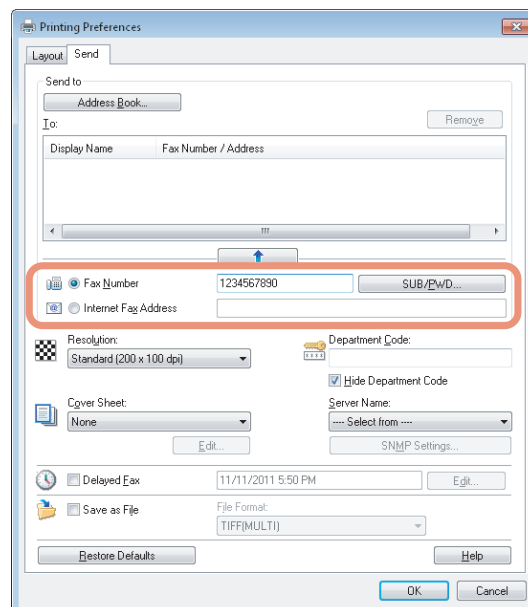 Printing Preferences
Layout Send
Send to
Address Book...
To:
Remove
Display Name Fax Number / Address
Fax Number 1234567890 SUB/PWD...
Internet Fax Address
Resolution: Department Code:
Standard (200 x 100 dpi)
Hide Department Code
Cover Sheet: Server Name:
None ---- Select from ----
Edit... SNMP Settings...
Delayed Fax 11/11/2011 5:50 PM Edit...
Save as File File Format:
TIFF(MULTI)
Restore Defaults Help
OK Cancel